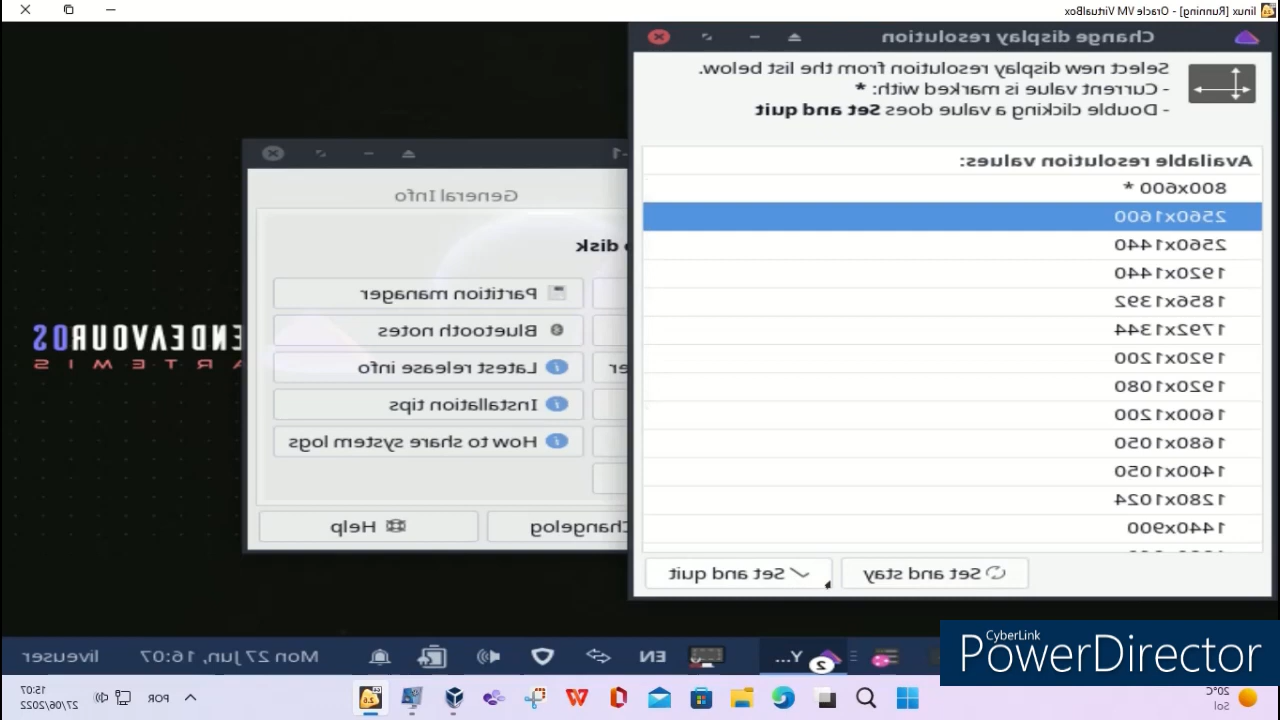 linux [Running] - Oracle VM VirtualBox
Change display resolution
Select new display resolution from the list below.
- Current value is marked with: *
- Double clicking a value does Set and quit
Available resolution values:
800x600 *
2560x1600
2560x1440
1920x1440
1856x1392
1792x1344
1920x1200
1920x1080
1600x1200
1680x1050
1400x1050
1280x1024
1440x900
Set and stay
Set and quit
-1
General Info
disk
Partition manager
Bluetooth notes
er
Latest release info
Installation tips
How to share system logs
Changelog
Help
ENDEAVOUROS
ARTEMIS
Y...
2
EN
Mon 27 Jun, 16:07
liveuser
CyberLink
PowerDirector
20°C
Sol
POR
15:07
27/06/2022